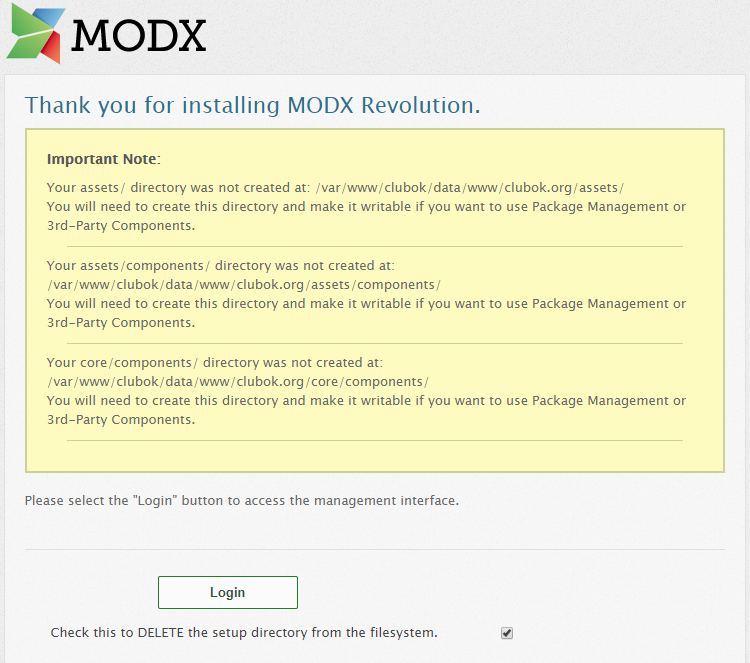 MODX
Thank you for installing MODX Revolution.
Important Note:
Your assets/ directory was not created at: /var/www/clubok/data/www/clubok.org/assets/
You will need to create this directory and make it writable if you want to use Package Management or
3rd-Party Components.
Your assets/components/ directory was not created at:
/var/www/clubok/data/www/clubok.org/assets/components/
You will need to create this directory and make it writable if you want to use Package Management or
3rd-Party Components.
Your core/components/ directory was not created at:
/var/www/clubok/data/www/clubok.org/core/components/
You will need to create this directory and make it writable if you want to use Package Management or
3rd-Party Components.
Please select the "Login" button to access the management interface.
Login
Check this to DELETE the setup directory from the filesystem.